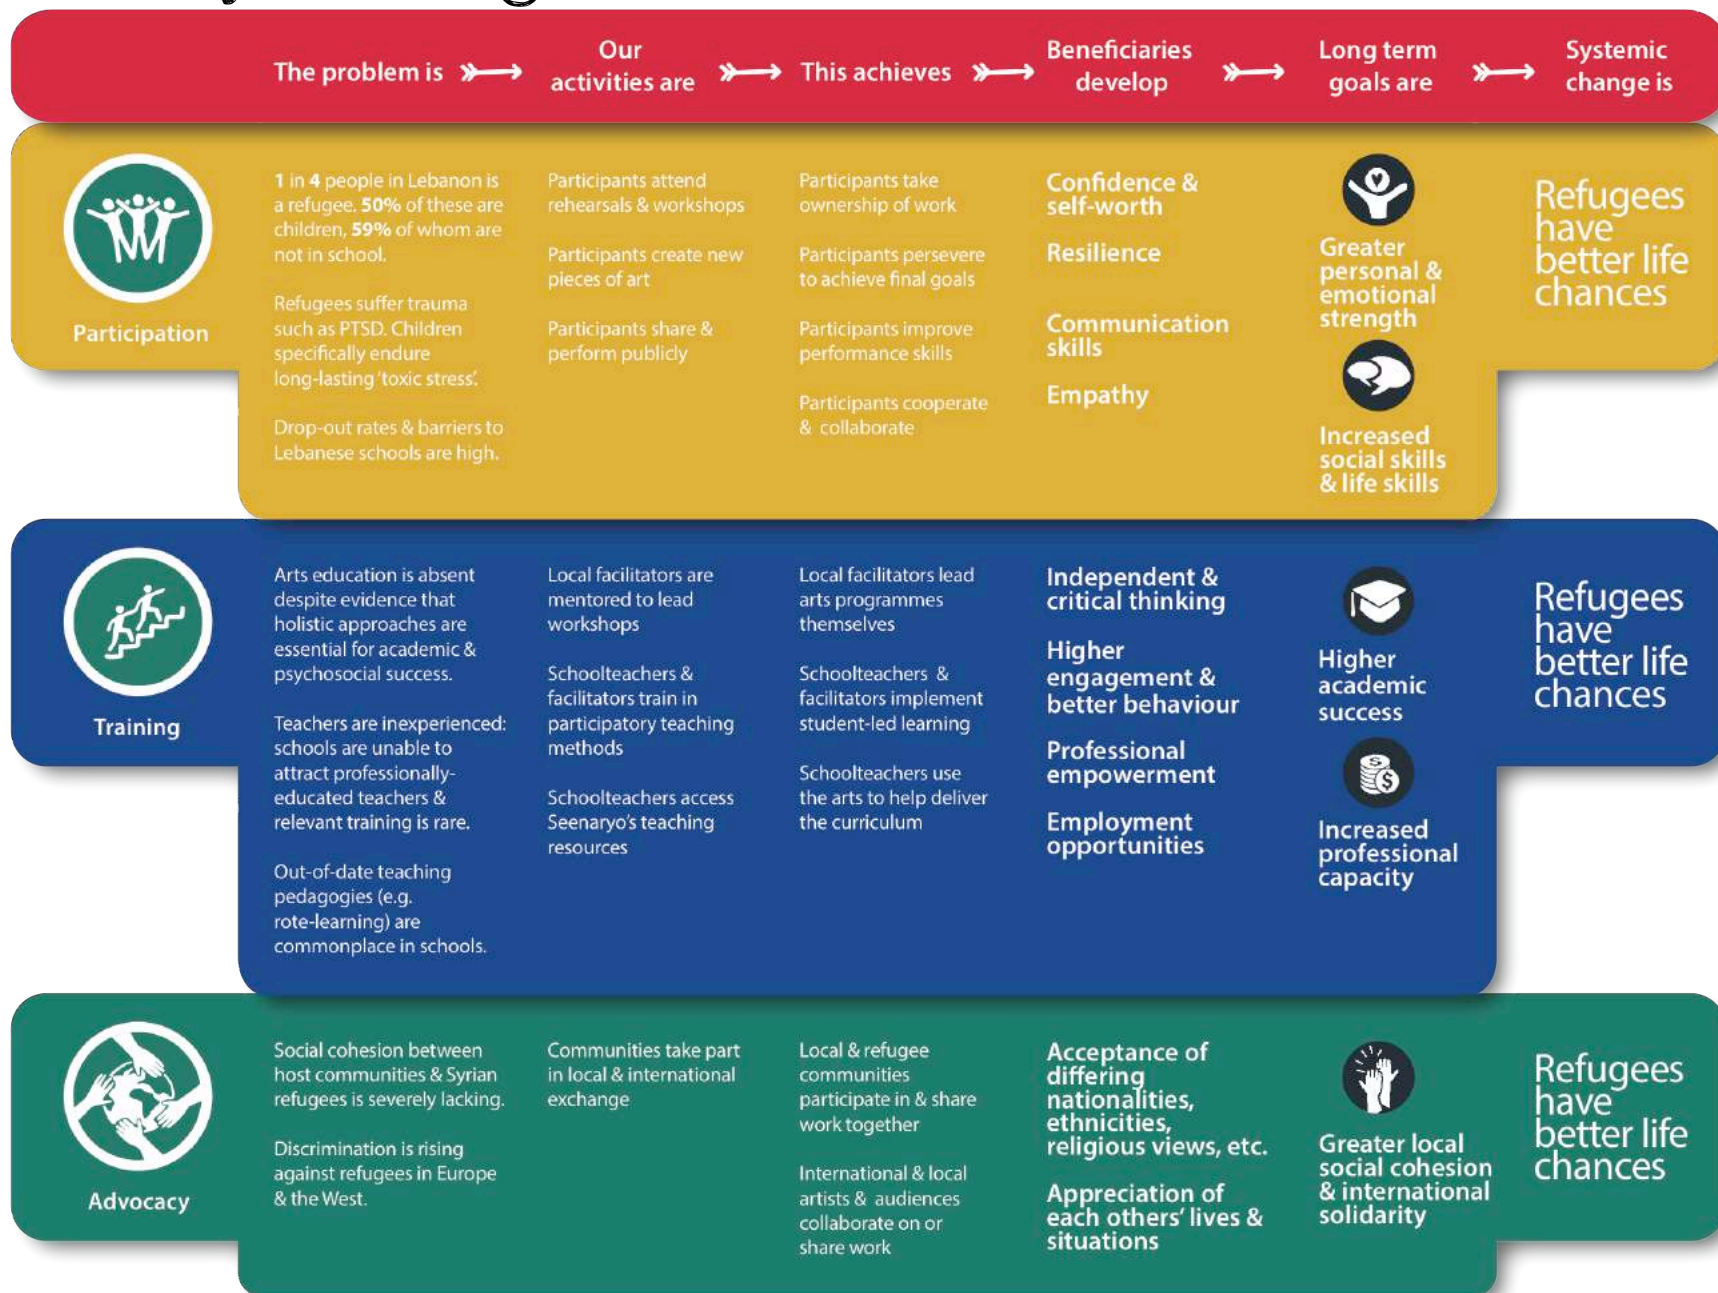 The problem is
Our
activities are
This achieves
Beneficiaries
develop
Long term
goals are
Systemic
change is
Participation
1 in 4 people in Lebanon is
a refugee. 50% of these are
children, 59% of whom are
not in school.
Refugees suffer trauma
such as PTSD. Children
specifically endure
long-lasting ‘toxic stress’.
Drop-out rates & barriers to
Lebanese schools are high.
Participants attend
rehearsals & workshops
Participants create new
pieces of art
Participants share &
perform publicly
Participants take
ownership of work
Participants persevere
to achieve final goals
Participants improve
performance skills
Participants cooperate
& collaborate
Confidence &
self-worth
Resilience
Communication
skills
Empathy
Greater
personal &
emotional
strength
Increased
social skills
& life skills
Refugees
have
better life
chances
Training
Arts education is absent
despite evidence that
holistic approaches are
essential for academic &
psychosocial success.
Teachers are inexperienced:
schools are unable to
attract professionally-
educated teachers &
relevant training is rare.
Out-of-date teaching
pedagogies (e.g.
rote-learning) are
commonplace in schools.
Local facilitators are
mentored to lead
workshops
Schoolteachers &
facilitators train in
participatory teaching
methods
Schoolteachers access
Seenaryo’s teaching
resources
Local facilitators lead
arts programmes
themselves
Schoolteachers &
facilitators implement
student-led learning
Schoolteachers use
the arts to help deliver
the curriculum
Independent &
critical thinking
Higher
engagement &
better behaviour
Professional
empowerment
Employment
opportunities
Higher
academic
success
Increased
professional
capacity
Refugees
have
better life
chances
Advocacy
Social cohesion between
host communities & Syrian
refugees is severely lacking.
Discrimination is rising
against refugees in Europe
& the West.
Communities take part
in local & international
exchange
Local & refugee
communities
participate in & share
work together
International & local
artists & audiences
collaborate on or
share work
Acceptance of
differing
nationalities,
ethnicities,
religious views, etc.
Appreciation of
each others’ lives &
situations
Greater local
social cohesion
& international
solidarity
Refugees
have
better life
chances